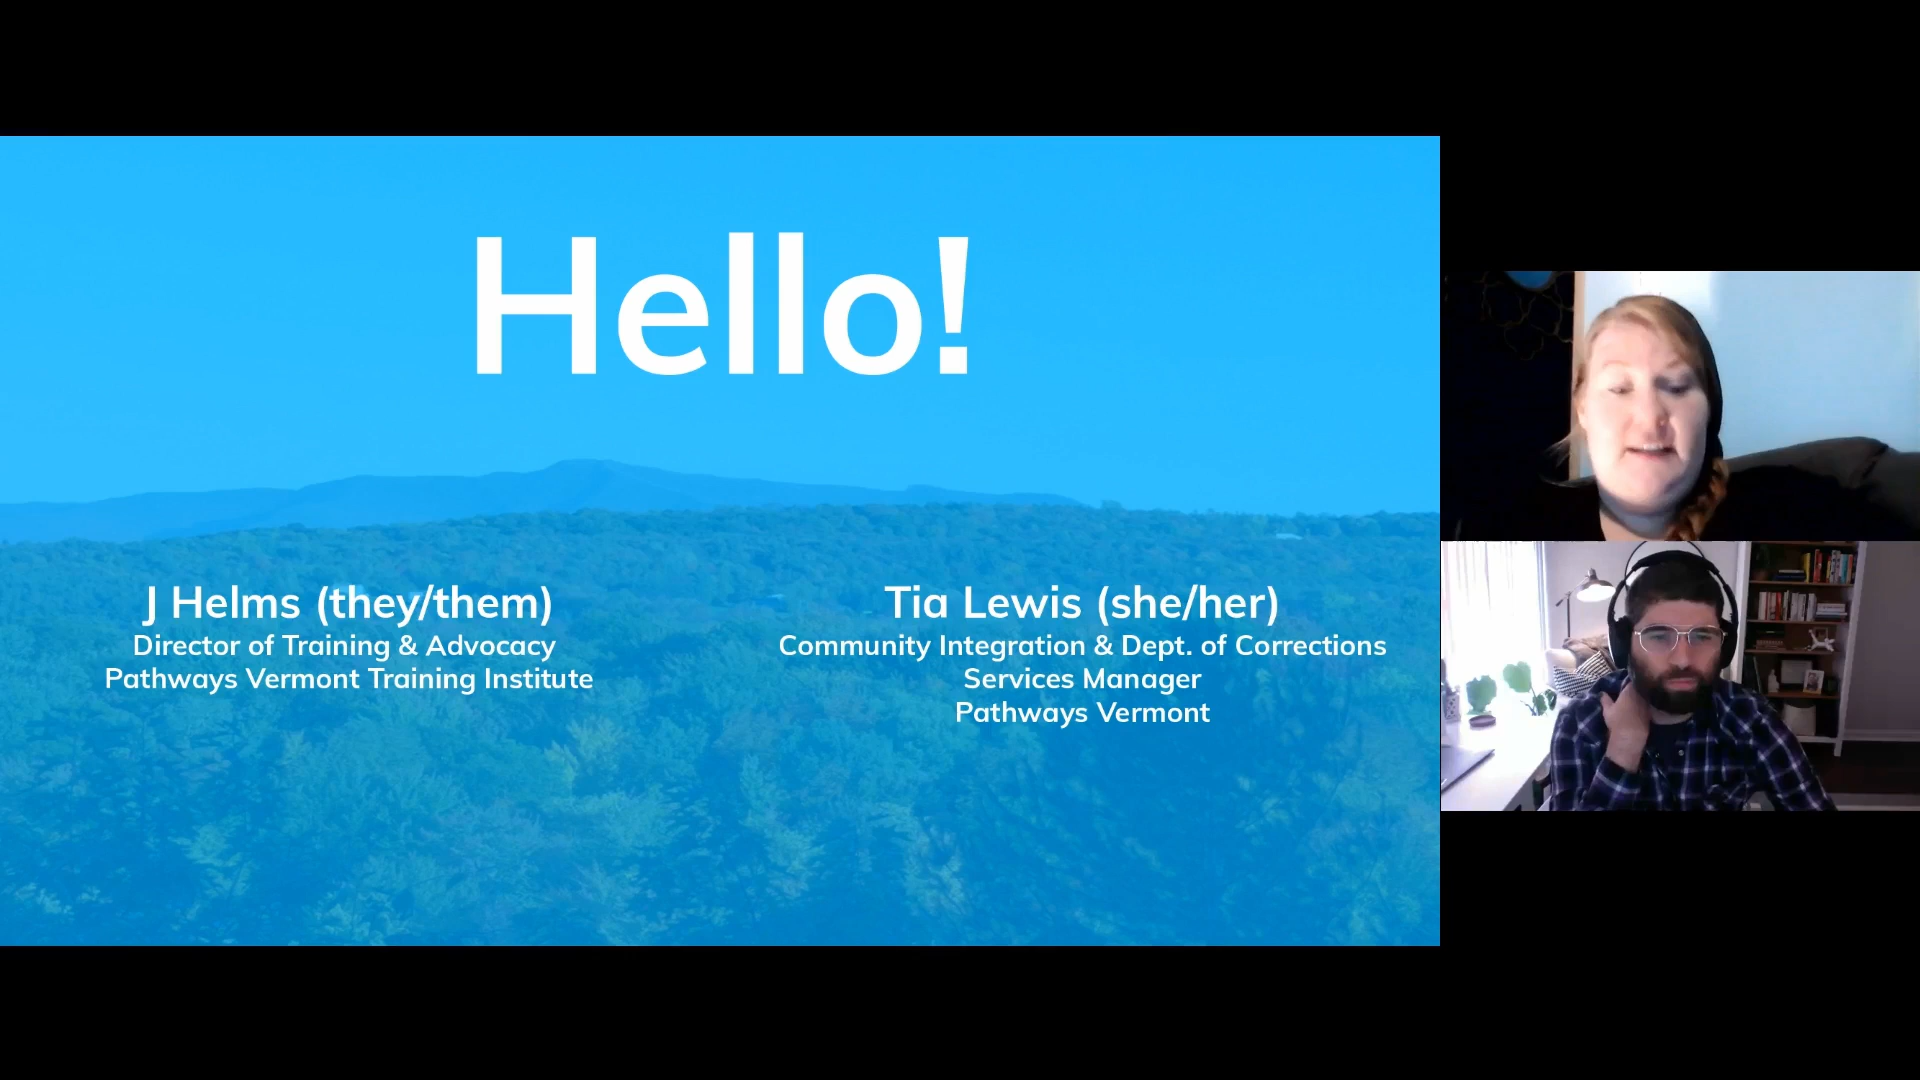 Hello!
J Helms (they/them)
Director of Training & Advocacy
Pathways Vermont Training Institute
Tia Lewis (she/her)
Community Integration & Dept. of Corrections
Services Manager
Pathways Vermont